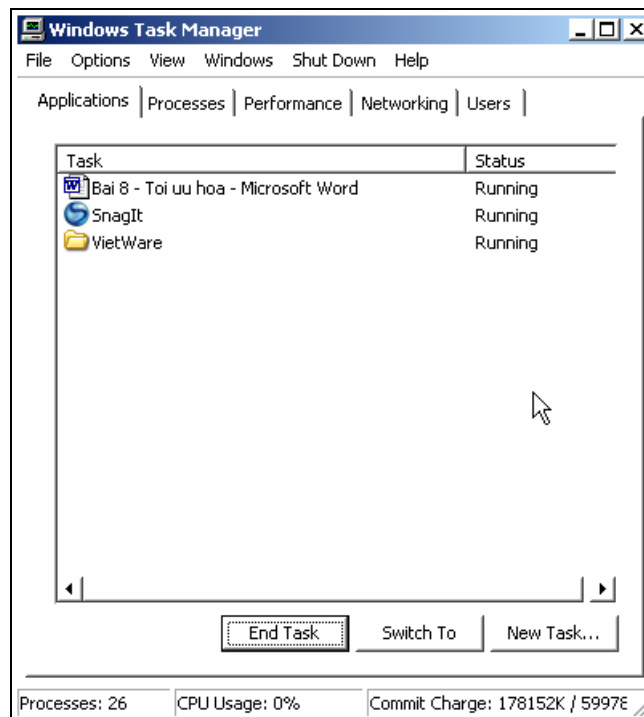 Windows Task Manager
File Options View Windows Shut Down Help
Applications Processes Performance Networking Users
Task Status
Bai 8 - Toi uu hoa - Microsoft Word Running
SnagIt Running
VietWare Running
End Task Switch To New Task...
Processes: 26 CPU Usage: 0% Commit Charge: 178152K / 59978